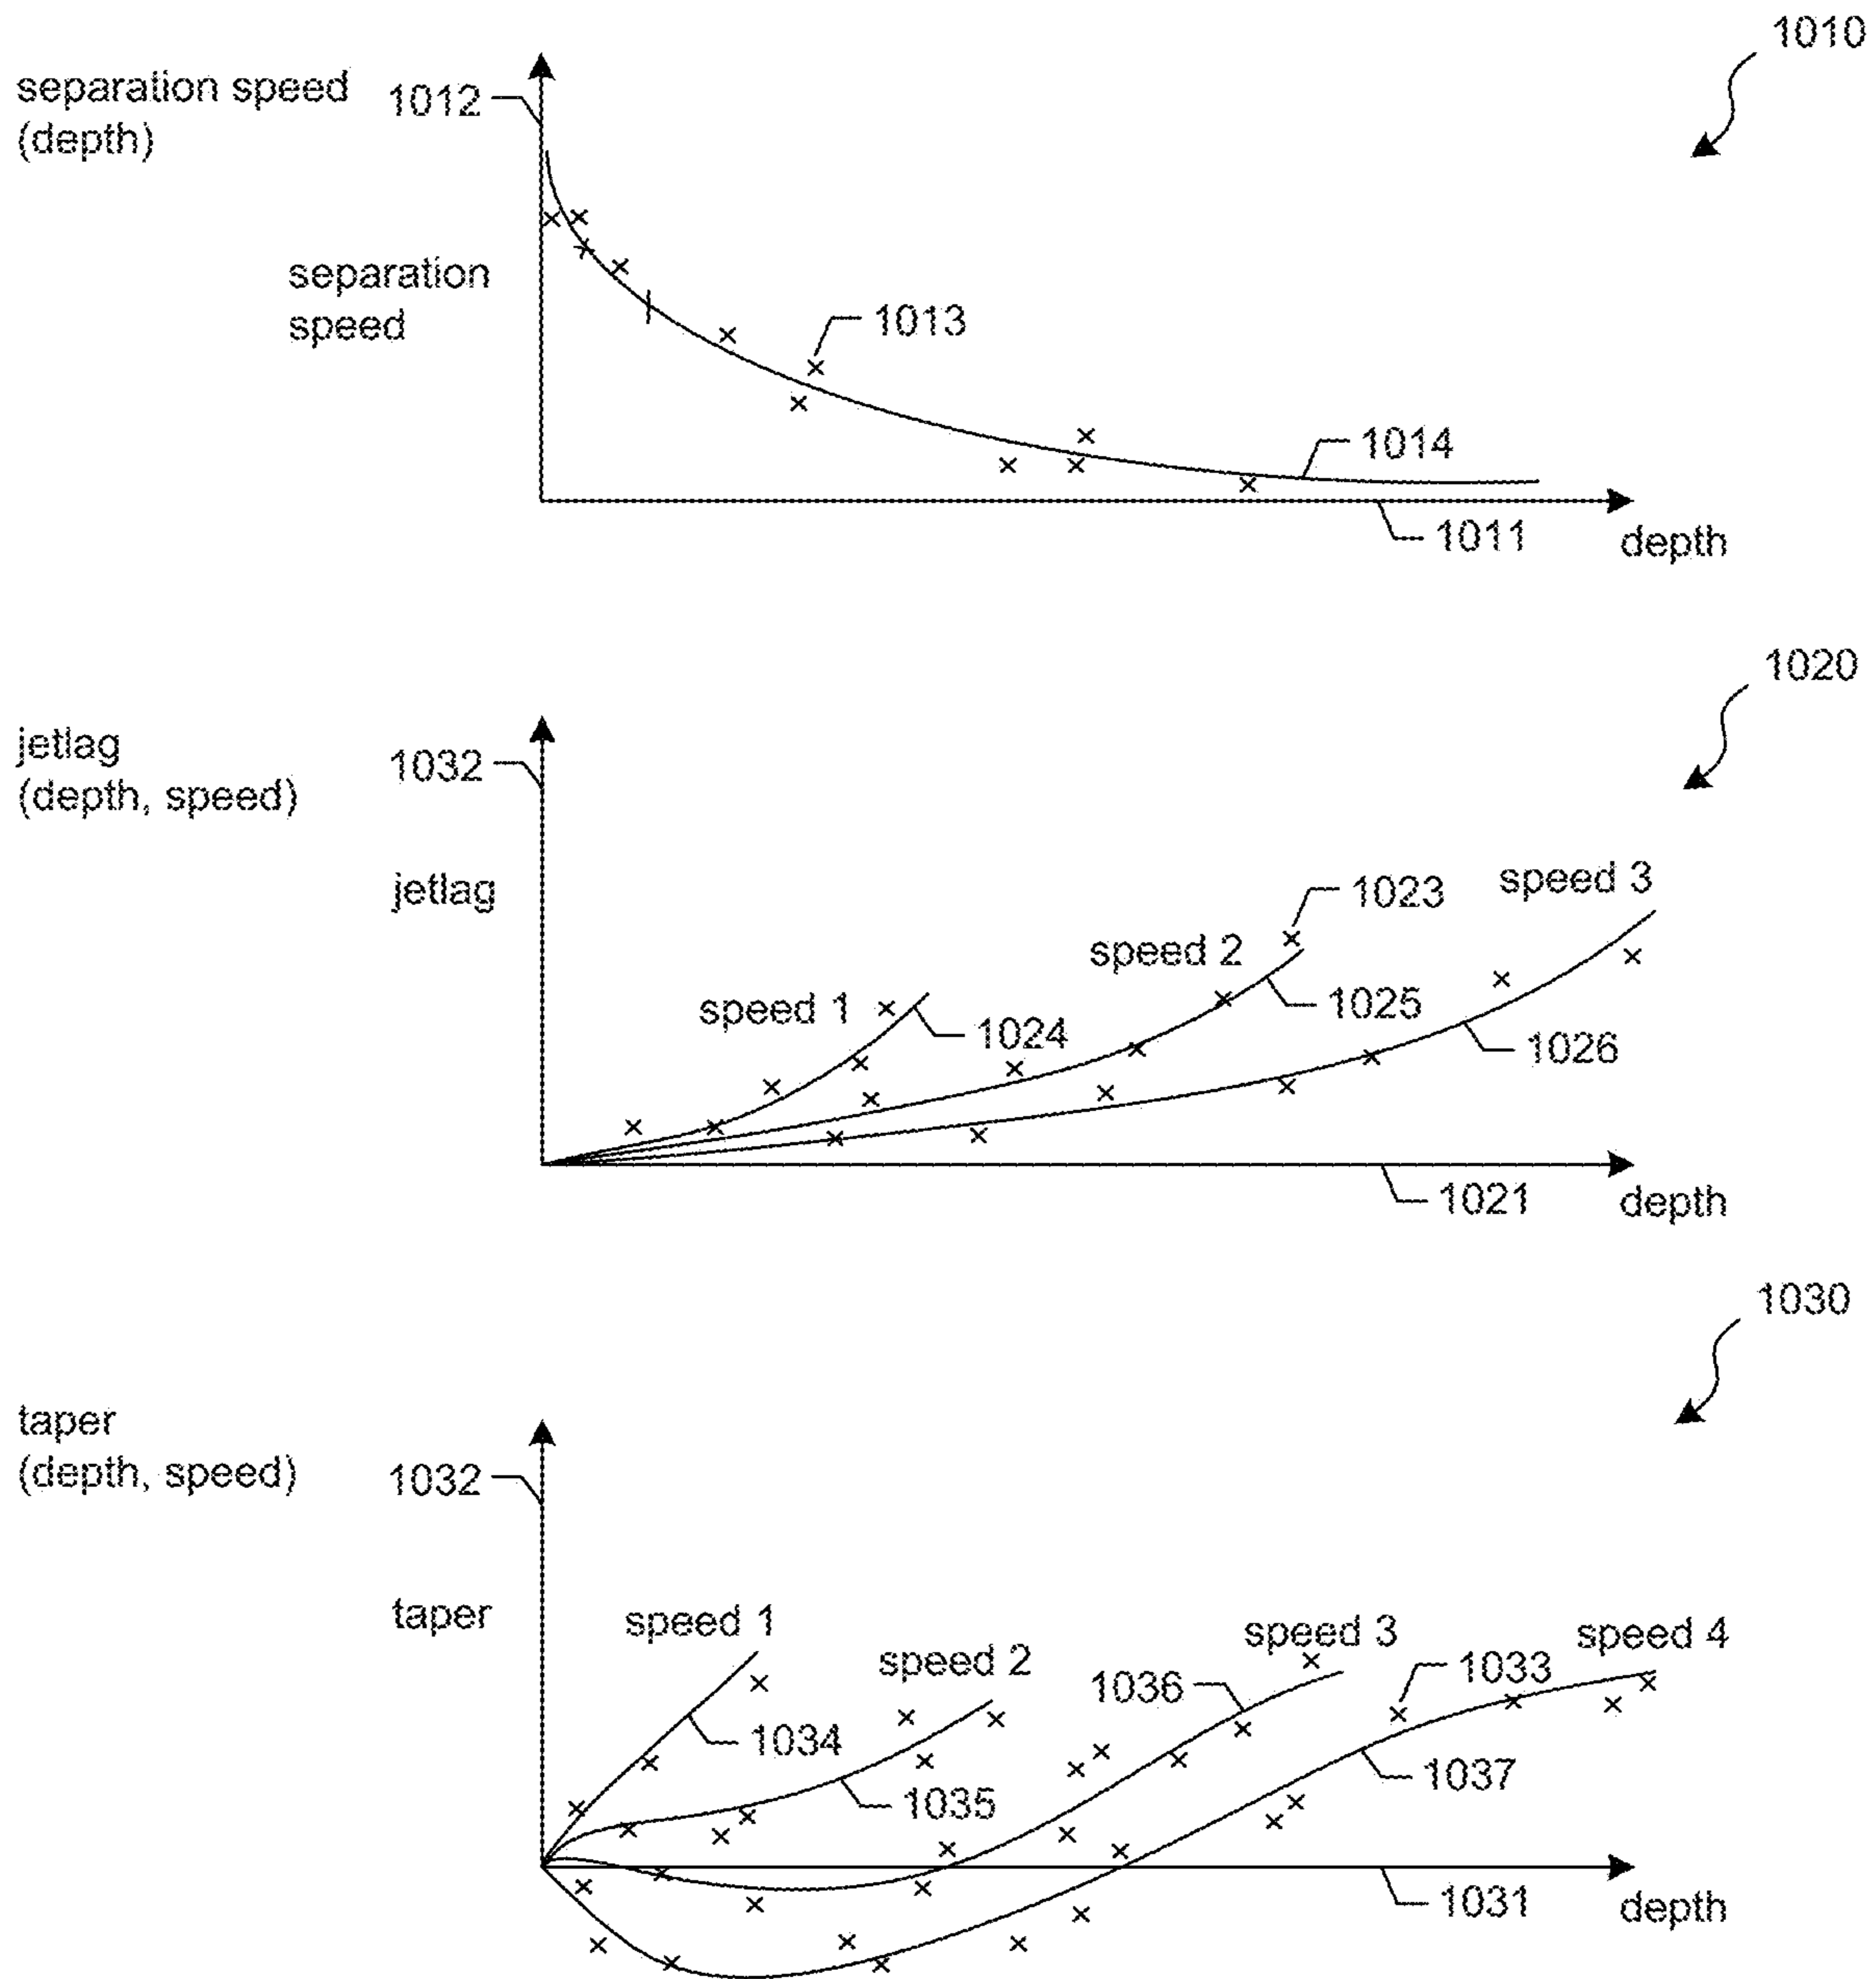 1010
separation speed
(depth)
1012
separation
speed
1013
1014
1011
depth
1020
jetlag
(depth, speed)
1032
jetlag
speed 1
speed 2
speed 3
1023
1024
1025
1026
1021
depth
1030
taper
(depth, speed)
1032
taper
speed 1
speed 2
speed 3
speed 4
1033
1034
1035
1036
1037
1031
depth